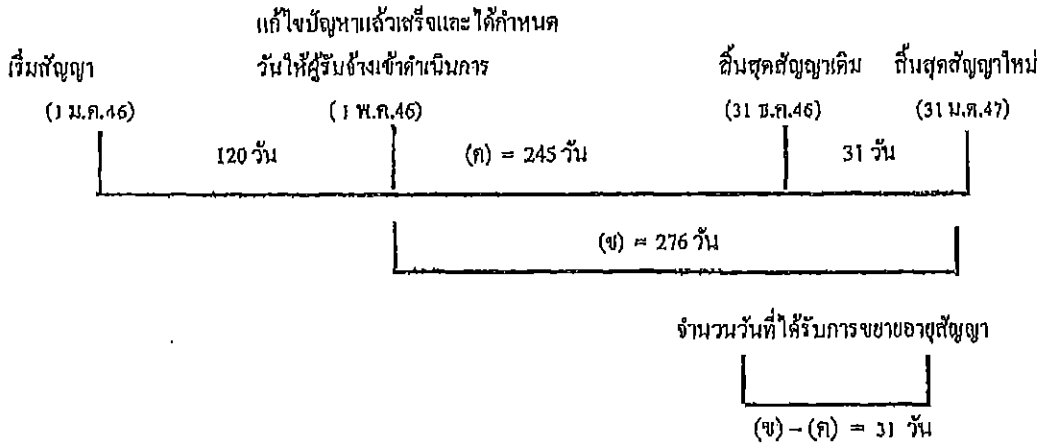 แก้ไขปัญหาแล้วเสร็จและได้กำหนด
เริ่มสัญญา วันให้ผู้รับจ้างเข้าดำเนินการ สิ้นสุดสัญญาเดิม สิ้นสุดสัญญาใหม่
(1 ม.ค.46) (1 พ.ค.46) (31 ธ.ค.46) (31 ม.ค.47)
120 วัน (ค) = 245 วัน 31 วัน
(ข) = 276 วัน
จำนวนวันที่ได้รับการขยายอายุสัญญา
(ข) – (ค) = 31 วัน